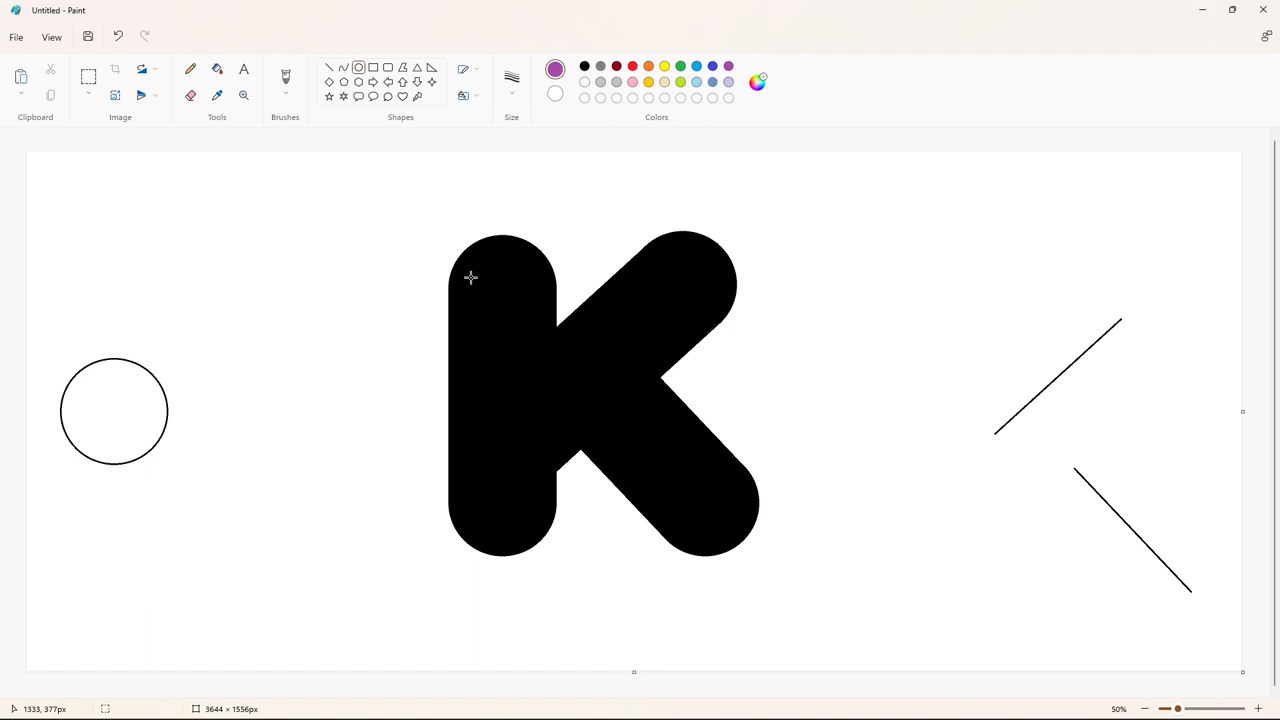 Untitled - Paint
File View
Clipboard Image Tools Brushes Shapes Size Colors
K
1333, 377px 3644 × 1556px 50%